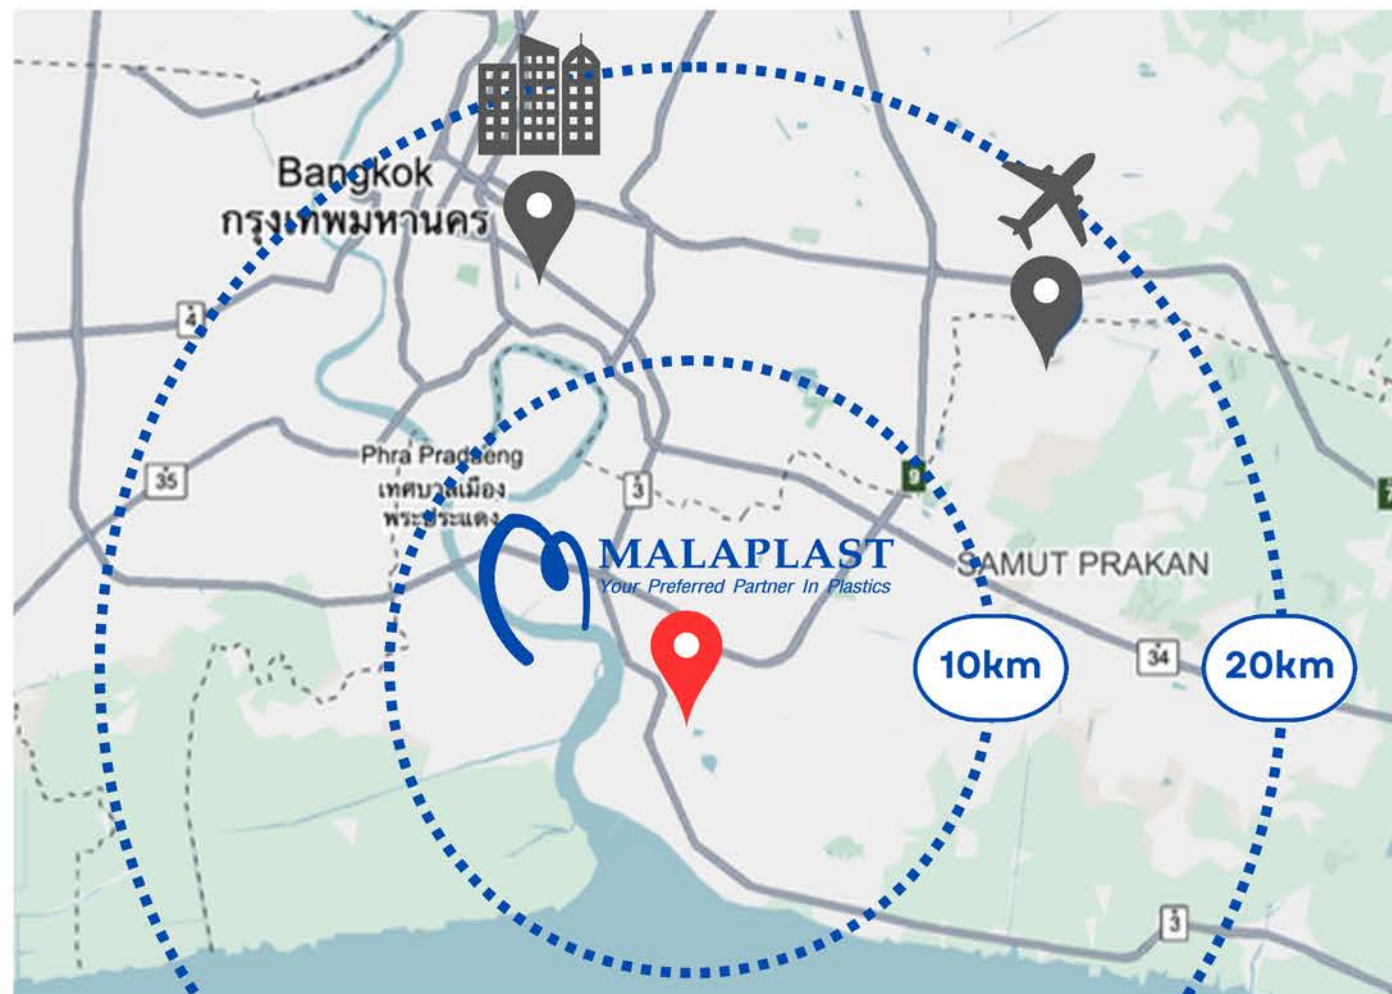 Bangkok
กรุงเทพมหานคร
4
Phra Pradaeng
เทศบาลเมือง
พระประแดง
35
3
9
7
MALAPLAST
Your Preferred Partner In Plastics
SAMUT PRAKAN
10km
34
20km
3